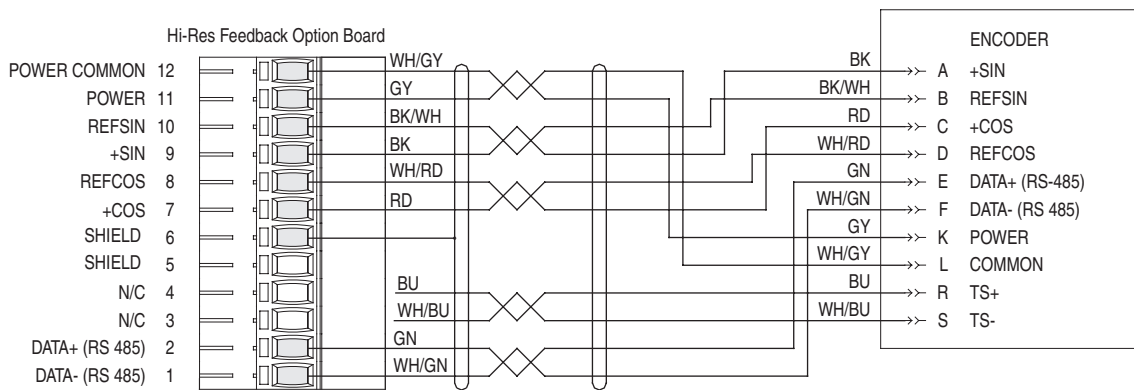 Hi-Res Feedback Option Board
ENCODER
POWER COMMON 12 WH/GY BK A +SIN
POWER 11 GY BK/WH B REFSIN
REFSIN 10 BK/WH RD C +COS
+SIN 9 BK WH/RD D REFCOS
REFCOS 8 WH/RD GN E DATA+ (RS-485)
+COS 7 RD WH/GN F DATA- (RS 485)
SHIELD 6 GY K POWER
SHIELD 5 WH/GY L COMMON
N/C 4 BU BU R TS+
N/C 3 WH/BU WH/BU S TS-
DATA+ (RS 485) 2 GN
DATA- (RS 485) 1 WH/GN